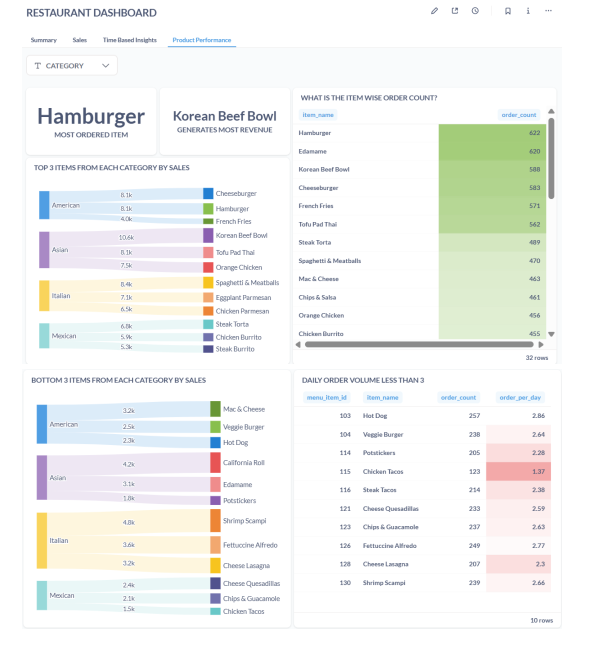 RESTAURANT DASHBOARD
Summary Sales Time Based Insights Product Performance
T CATEGORY
Hamburger
MOST ORDERED ITEM
Korean Beef Bowl
GENERATES MOST REVENUE
WHAT IS THE ITEM WISE ORDER COUNT?
item_name order_count
Hamburger 622
Edamame 620
Korean Beef Bowl 588
Cheeseburger 583
French Fries 571
Tofu Pad Thai 562
Steak Torta 489
Spaghetti & Meatballs 470
Mac & Cheese 463
Chips & Salsa 461
Orange Chicken 456
Chicken Burrito 455
32 rows
TOP 3 ITEMS FROM EACH CATEGORY BY SALES
American
8.1k Cheeseburger
8.1k Hamburger
4.0k French Fries
Asian
10.6k Korean Beef Bowl
8.1k Tofu Pad Thai
7.5k Orange Chicken
Italian
8.4k Spaghetti & Meatballs
7.1k Eggplant Parmesan
6.5k Chicken Parmesan
Mexican
6.8k Steak Torta
5.9k Chicken Burrito
5.3k Steak Burrito
BOTTOM 3 ITEMS FROM EACH CATEGORY BY SALES
American
3.2k Mac & Cheese
2.5k Veggie Burger
2.3k Hot Dog
Asian
4.2k California Roll
3.1k Edamame
1.8k Potstickers
Italian
4.8k Shrimp Scampi
3.6k Fettuccine Alfredo
3.2k Cheese Lasagna
Mexican
2.4k Cheese Quesadillas
2.1k Chips & Guacamole
1.5k Chicken Tacos
DAILY ORDER VOLUME LESS THAN 3
menu_item_id item_name order_count order_per_day
103 Hot Dog 257 2.86
104 Veggie Burger 238 2.64
114 Potstickers 205 2.28
115 Chicken Tacos 123 1.37
116 Steak Tacos 214 2.38
121 Cheese Quesadillas 233 2.59
123 Chips & Guacamole 237 2.63
126 Fettuccine Alfredo 249 2.77
128 Cheese Lasagna 207 2.3
130 Shrimp Scampi 239 2.66
10 rows